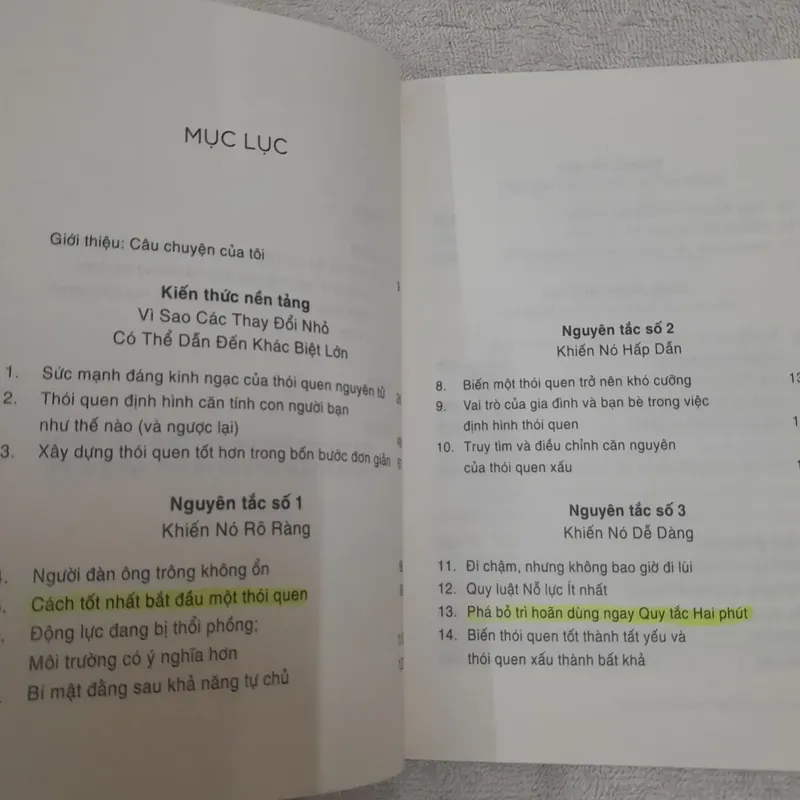 MỤC LỤC
Giới thiệu: Câu chuyện của tôi
Kiến thức nền tảng
Vì Sao Các Thay Đổi Nhỏ
Có Thể Dẫn Đến Khác Biệt Lớn
1. Sức mạnh đáng kinh ngạc của thói quen nguyên tử
2. Thói quen định hình căn tính con người bạn
như thế nào (và ngược lại)
3. Xây dựng thói quen tốt hơn trong bốn bước đơn giản
Nguyên tắc số 1
Khiến Nó Rõ Ràng
Người đàn ông trông không ổn
Cách tốt nhất bắt đầu một thói quen
Động lực đang bị thổi phồng;
Môi trường có ý nghĩa hơn
Bí mật đằng sau khả năng tự chủ
Nguyên tắc số 2
Khiến Nó Hấp Dẫn
8. Biến một thói quen trở nên khó cưỡng
9. Vai trò của gia đình và bạn bè trong việc
định hình thói quen
10. Truy tìm và điều chỉnh căn nguyên
của thói quen xấu
Nguyên tắc số 3
Khiến Nó Dễ Dàng
11. Đi chậm, nhưng không bao giờ đi lùi
12. Quy luật Nỗ lực Ít nhất
13. Phá bỏ trì hoãn dùng ngay Quy tắc Hai phút
14. Biến thói quen tốt thành tất yếu và
thói quen xấu thành bất khả